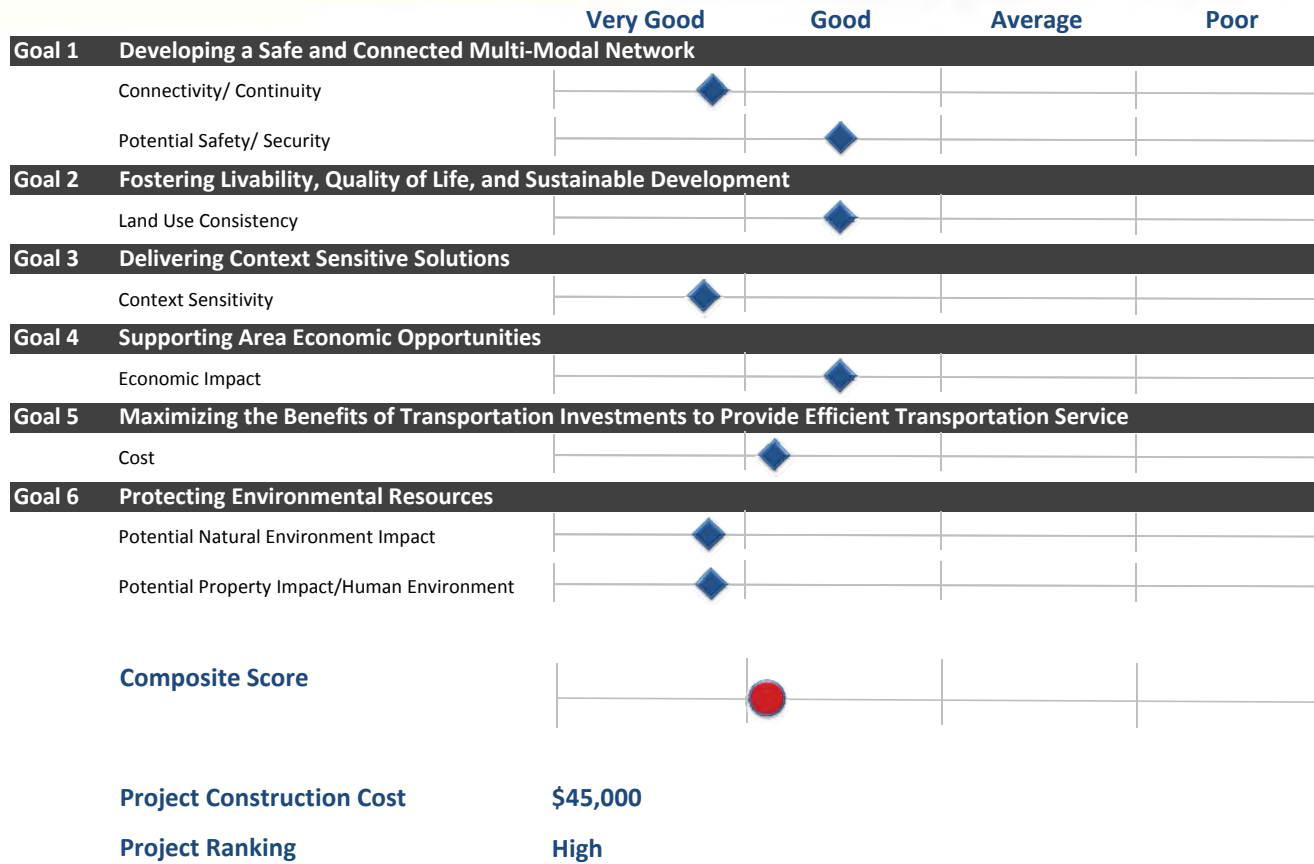 Very Good Good Average Poor
Goal 1 Developing a Safe and Connected Multi-Modal Network
Connectivity/ Continuity
Potential Safety/ Security
Goal 2 Fostering Livability, Quality of Life, and Sustainable Development
Land Use Consistency
Goal 3 Delivering Context Sensitive Solutions
Context Sensitivity
Goal 4 Supporting Area Economic Opportunities
Economic Impact
Goal 5 Maximizing the Benefits of Transportation Investments to Provide Efficient Transportation Service
Cost
Goal 6 Protecting Environmental Resources
Potential Natural Environment Impact
Potential Property Impact/Human Environment
Composite Score
Project Construction Cost $45,000
Project Ranking High